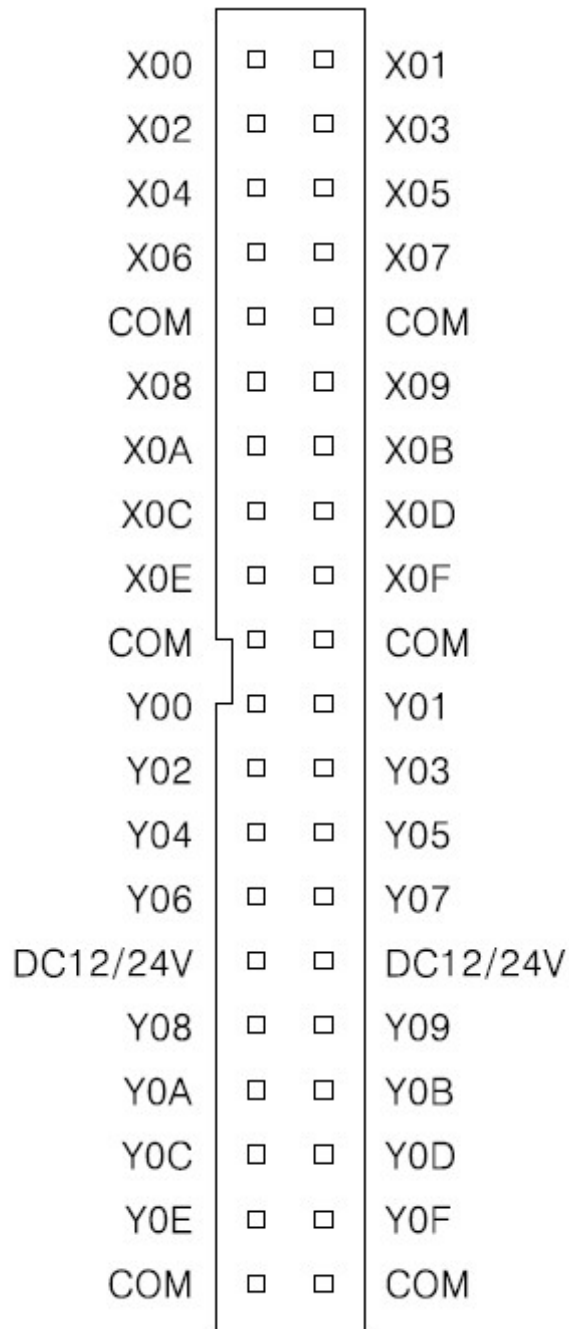 X00 X01
X02 X03
X04 X05
X06 X07
COM COM
X08 X09
X0A X0B
X0C X0D
X0E X0F
COM COM
Y00 Y01
Y02 Y03
Y04 Y05
Y06 Y07
DC12/24V DC12/24V
Y08 Y09
Y0A Y0B
Y0C Y0D
Y0E Y0F
COM COM